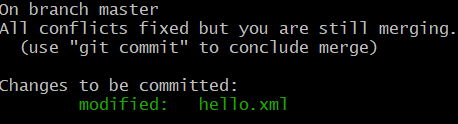 On branch master
All conflicts fixed but you are still merging.
  (use "git commit" to conclude merge)

Changes to be committed:
        modified:   hello.xml